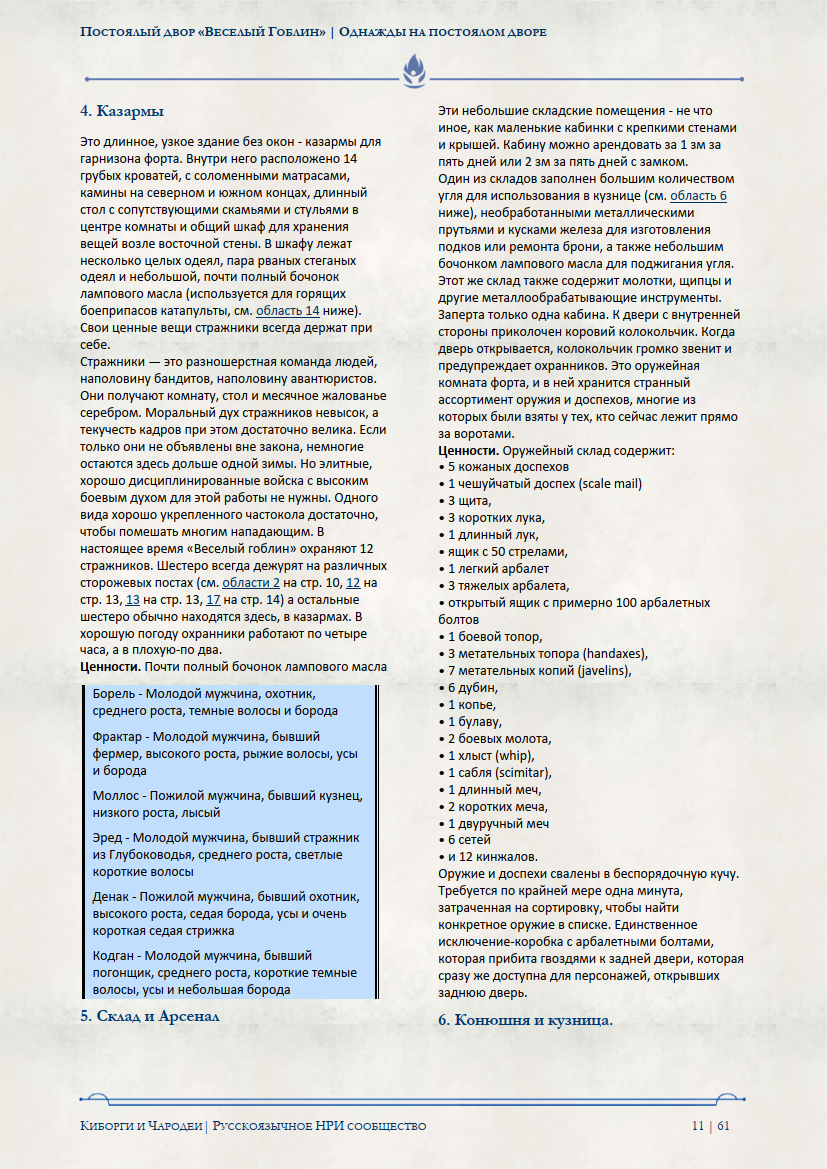 Постоялый двор «Веселый Гоблин» | Однажды на постоялом дворе
4. Казармы
Это длинное, узкое здание без окон - казармы для
гарнизона форта. Внутри него расположено 14
грубых кроватей, с соломенными матрасами,
камины на северном и южном концах, длинный
стол с сопутствующими скамьями и стульями в
центре комнаты и общий шкаф для хранения
вещей возле восточной стены. В шкафу лежат
несколько целых одеял, пара рваных стеганых
одеял и небольшой, почти полный бочонок
лампового масла (используется для горящих
боеприпасов катапульты, см. область 14 ниже).
Свои ценные вещи стражники всегда держат при
себе.
Стражники — это разношерстная команда людей,
наполовину бандитов, наполовину авантюристов.
Они получают комнату, стол и месячное жалованье
серебром. Моральный дух стражников невысок, а
текучесть кадров при этом достаточно велика. Если
только они не объявлены вне закона, немногие
остаются здесь дольше одной зимы. Но элитные,
хорошо дисциплинированные войска с высоким
боевым духом для этой работы не нужны. Одного
вида хорошо укрепленного частокола достаточно,
чтобы помешать многим нападающим. В
настоящее время «Веселый гоблин» охраняют 12
стражников. Шестеро всегда дежурят на различных
сторожевых постах (см. области 2 на стр. 10, 12 на
стр. 13, 13 на стр. 13, 17 на стр. 14) а остальные
шестеро обычно находятся здесь, в казармах. В
хорошую погоду охранники работают по четыре
часа, а в плохую-по два.
Ценности. Почти полный бочонок лампового масла
Борель - Молодой мужчина, охотник,
среднего роста, темные волосы и борода
Фрактар - Молодой мужчина, бывший
фермер, высокого роста, рыжие волосы, усы
и борода
Моллос - Пожилой мужчина, бывший кузнец,
низкого роста, лысый
Эред - Молодой мужчина, бывший стражник
из Глубоководья, среднего роста, светлые
короткие волосы
Денак - Пожилой мужчина, бывший охотник,
высокого роста, седая борода, усы и очень
короткая седая стрижка
Кодган - Молодой мужчина, бывший
погонщик, среднего роста, короткие темные
волосы, усы и небольшая борода
5. Склад и Арсенал
Эти небольшие складские помещения - не что
иное, как маленькие кабинки с крепкими стенами
и крышей. Кабину можно арендовать за 1 зм за
пять дней или 2 зм за пять дней с замком.
Один из складов заполнен большим количеством
угля для использования в кузнице (см. область 6
ниже), необработанными металлическими
прутьями и кусками железа для изготовления
подков или ремонта брони, а также небольшим
бочонком лампового масла для поджигания угля.
Этот же склад также содержит молотки, щипцы и
другие металлообрабатывающие инструменты.
Заперта только одна кабина. К двери с внутренней
стороны приколочен коровий колокольчик. Когда
дверь открывается, колокольчик громко звенит и
предупреждает охранников. Это оружейная
комната форта, и в ней хранится странный
ассортимент оружия и доспехов, многие из
которых были взяты у тех, кто сейчас лежит прямо
за воротами.
Ценности. Оружейный склад содержит:
• 5 кожаных доспехов
• 1 чешуйчатый доспех (scale mail)
• 3 щита,
• 3 коротких лука,
• 1 длинный лук,
• ящик с 50 стрелами,
• 1 легкий арбалет
• 3 тяжелых арбалета,
• открытый ящик с примерно 100 арбалетных
болтов
• 1 боевой топор,
• 3 метательных топора (handaxes),
• 7 метательных копий (javelins),
• 6 дубин,
• 1 копье,
• 1 булаву,
• 2 боевых молота,
• 1 хлыст (whip),
• 1 сабля (scimitar),
• 1 длинный меч,
• 2 коротких меча,
• 1 двуручный меч
• 6 сетей
• и 12 кинжалов.
Оружие и доспехи свалены в беспорядочную кучу.
Требуется по крайней мере одна минута,
затраченная на сортировку, чтобы найти
конкретное оружие в списке. Единственное
исключение-коробка с арбалетными болтами,
которая прибита гвоздями к задней двери, которая
сразу же доступна для персонажей, открывших
заднюю дверь.
6. Конюшня и кузница.
Киборги и Чародеи| Русскоязычное НРИ сообщество
11 | 61